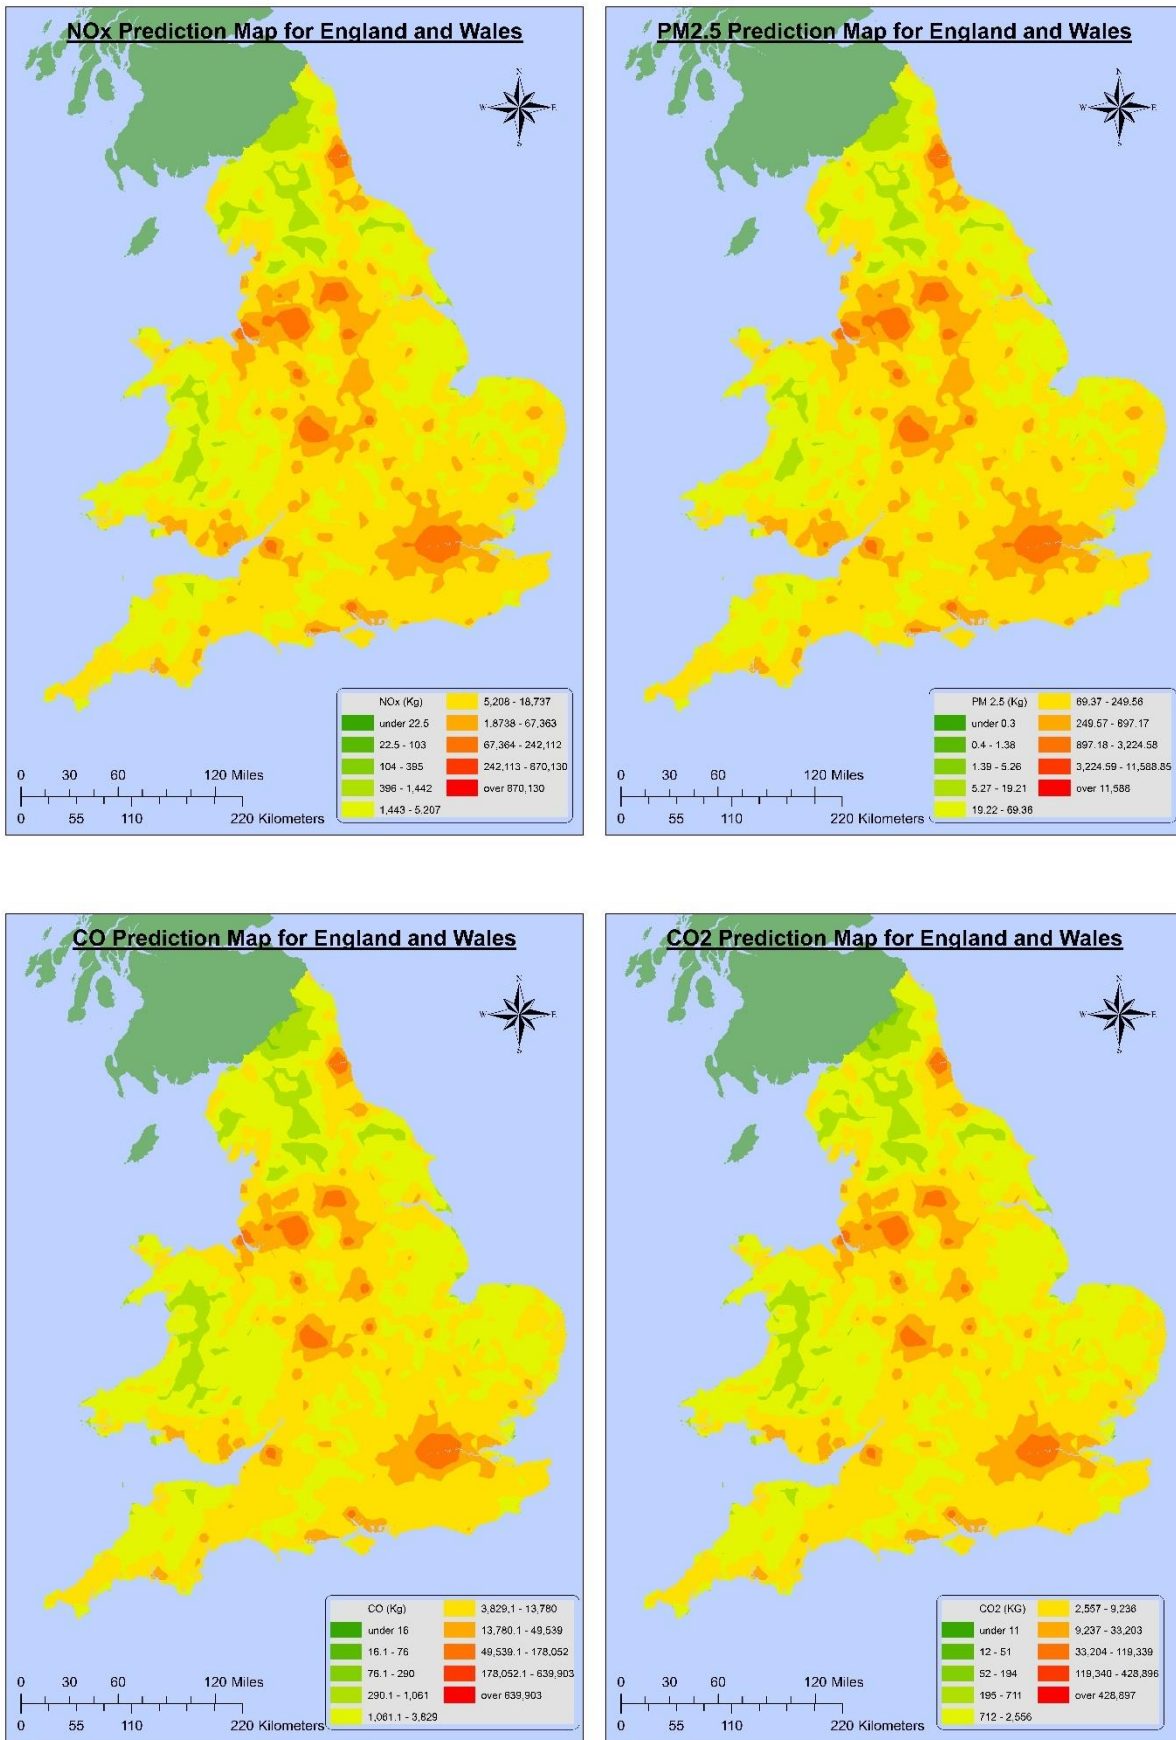 NOx Prediction Map for England and Wales
N
W E
S
NOx (Kg)
under 22.5
22.5 - 103
104 - 395
396 - 1,442
1,443 - 5,207
5,208 - 18,737
1.8738 - 67,363
67,364 - 242,112
242,113 - 870,130
over 870,130
0 30 60 120 Miles
0 55 110 220 Kilometers
PM2.5 Prediction Map for England and Wales
N
W E
S
PM 2.5 (Kg)
under 0.3
0.4 - 1.38
1.39 - 5.26
5.27 - 19.21
19.22 - 69.36
69.37 - 249.56
249.57 - 897.17
897.18 - 3,224.58
3,224.59 - 11,588.85
over 11,588
0 30 60 120 Miles
0 55 110 220 Kilometers
CO Prediction Map for England and Wales
N
W E
S
CO (Kg)
under 16
16.1 - 76
76.1 - 290
290.1 - 1,061
1,061.1 - 3,829
3,829.1 - 13,780
13,780.1 - 49,539
49,539.1 - 178,052
178,052.1 - 639,903
over 639,903
0 30 60 120 Miles
0 55 110 220 Kilometers
CO2 Prediction Map for England and Wales
N
W E
S
CO2 (KG)
under 11
12 - 51
52 - 194
195 - 711
712 - 2,556
2,557 - 9,236
9,237 - 33,203
33,204 - 119,339
119,340 - 428,896
over 428,897
0 30 60 120 Miles
0 55 110 220 Kilometers